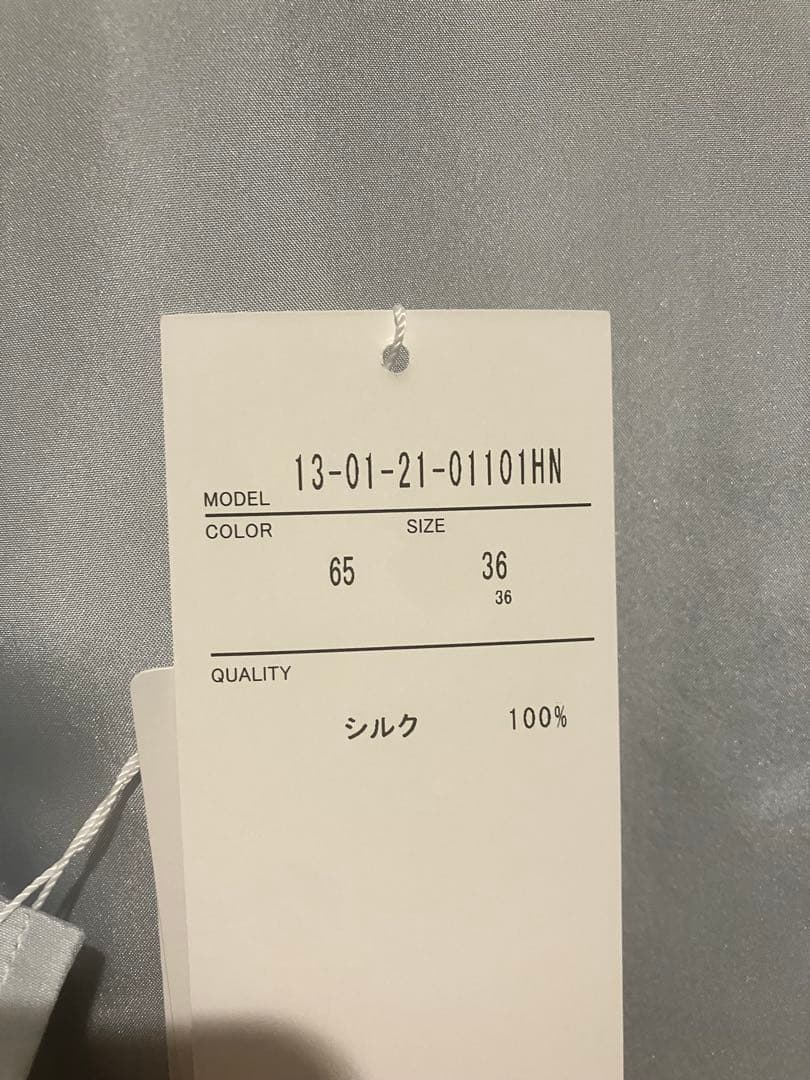 MODEL 13-01-21-01101HN
COLOR SIZE
65 36
36
QUALITY
シルク 100%